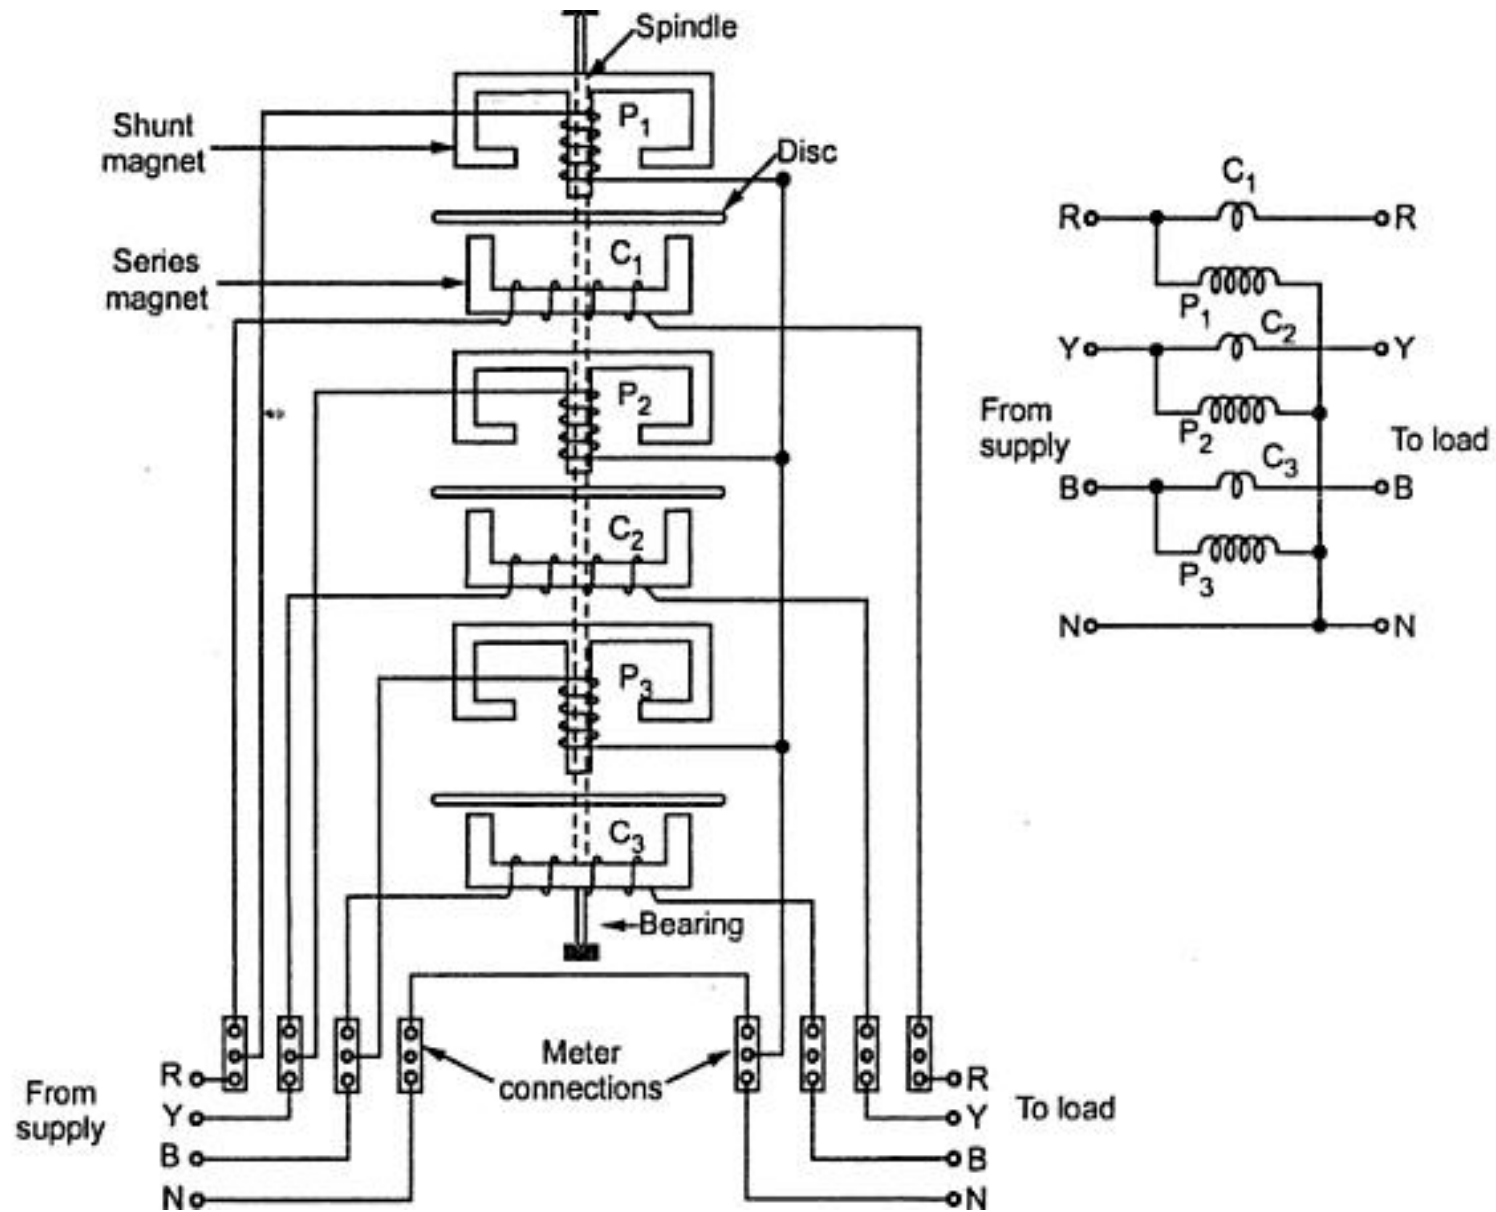 Spindle
P1
Shunt
magnet
Disc
C1
Series
magnet
P2
C2
P3
C3
Bearing
Meter
connections
From
supply
R
Y
B
N
R
Y
B
N
To load
C1
R
R
P1
C2
Y
Y
From
supply
P2
To load
C3
B
B
P3
N
N